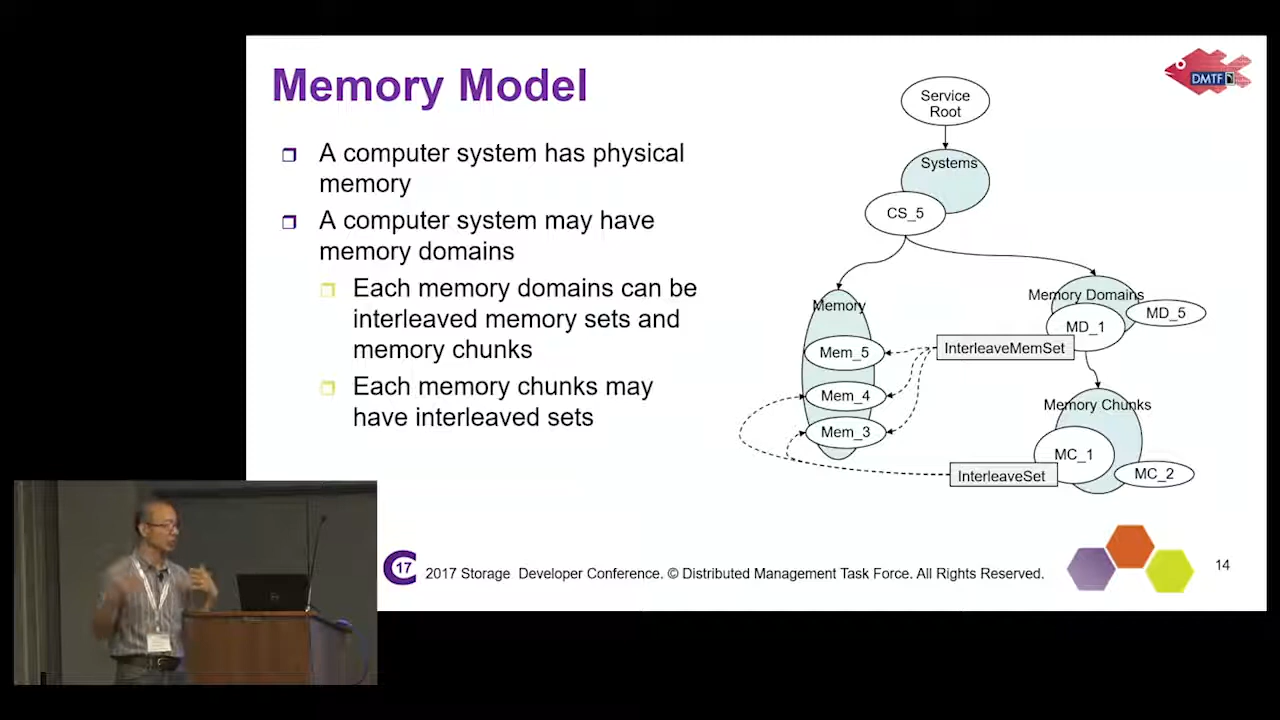 Memory Model
DMTF
A computer system has physical
memory
A computer system may have
memory domains
Each memory domains can be
interleaved memory sets and
memory chunks
Each memory chunks may
have interleaved sets
Service
Root
Systems
CS_5
Memory
Mem_5
Mem_4
Mem_3
Memory Domains
MD_5
MD_1
InterleaveMemSet
Memory Chunks
MC_1
MC_2
InterleaveSet
17
2017 Storage Developer Conference. © Distributed Management Task Force. All Rights Reserved.
14